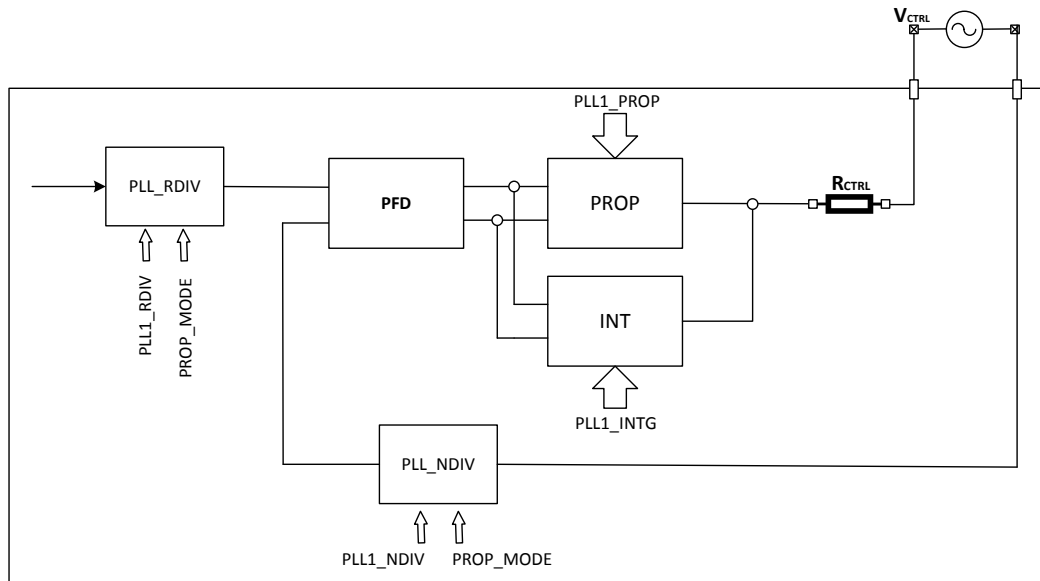 VCTRL
PLL1_PROP
PLL_RDIV
PFD
PROP
RCTRL
PLL1_RDIV
PROP_MODE
INT
PLL1_INTG
PLL_NDIV
PLL1_NDIV
PROP_MODE